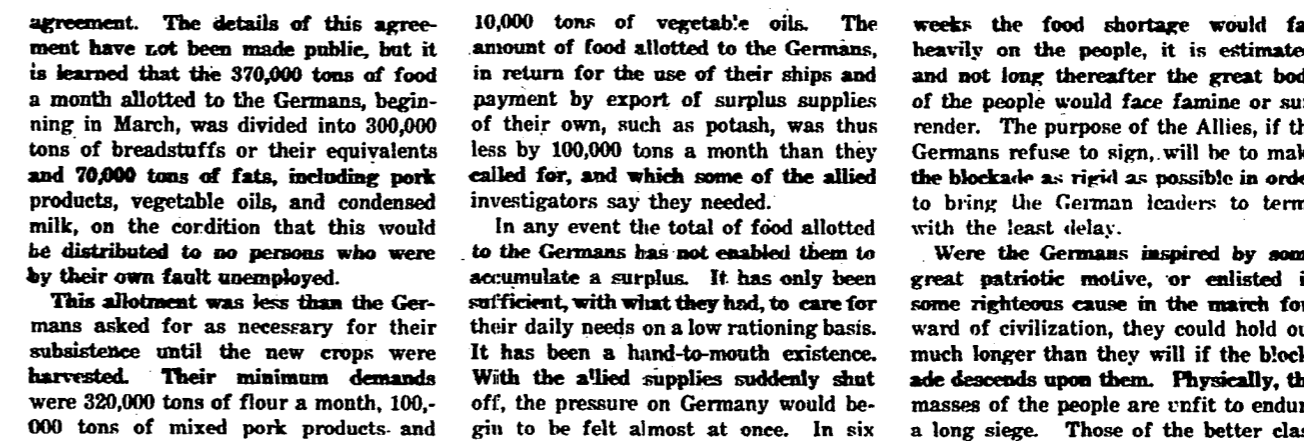 agreement. The details of this agree-
ment have not been made public, but it
is learned that the 370,000 tons of food
a month allotted to the Germans, begin-
ning in March, was divided into 300,000
tons of breadstuffs or their equivalents
and 70,000 tons of fats, including pork
products, vegetable oils, and condensed
milk, on the condition that this would
be distributed to no persons who were
by their own fault unemployed.
This allotment was less than the Ger-
mans asked for as necessary for their
subsistence until the new crops were
harvested. Their minimum demands
were 320,000 tons of flour a month, 100,-
000 tons of mixed pork products and
10,000 tons of vegetable oils. The
amount of food allotted to the Germans,
in return for the use of their ships and
payment by export of surplus supplies
of their own, such as potash, was thus
less by 100,000 tons a month than they
called for, and which some of the allied
investigators say they needed.
In any event the total of food allotted
to the Germans has not enabled them to
accumulate a surplus. It has only been
sufficient, with what they had, to care for
their daily needs on a low rationing basis.
It has been a hand-to-mouth existence.
With the allied supplies suddenly shut
off, the pressure on Germany would be-
gin to be felt almost at once. In six
weeks the food shortage would fa
heavily on the people, it is estimate
and not long thereafter the great bod
of the people would face famine or sur
render. The purpose of the Allies, if th
Germans refuse to sign, will be to mak
the blockade as rigid as possible in orde
to bring the German leaders to term
with the least delay.
Were the Germans inspired by som
great patriotic motive, or enlisted i
some righteous cause in the march for
ward of civilization, they could hold ou
much longer than they will if the block
ade descends upon them. Physically, th
masses of the people are unfit to endur
a long siege. Those of the better clas